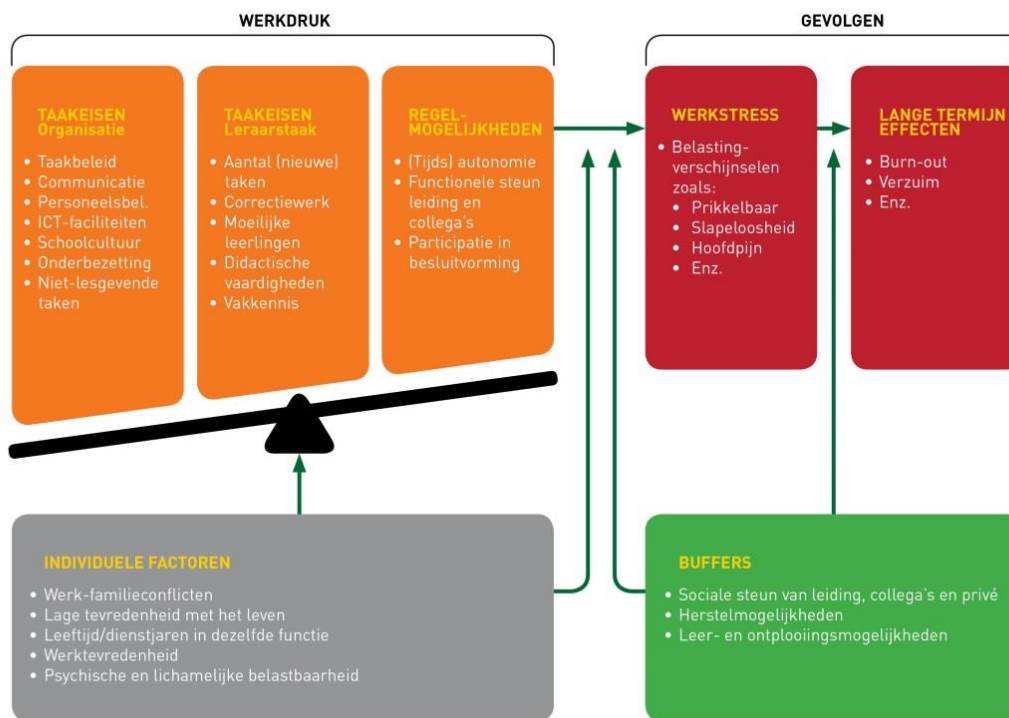 WERKDRUK
GEVOLGEN
TAAKEISEN
Organisatie
• Taakbeleid
• Communicatie
• Personeelsbel.
• ICT-faciliteiten
• Schoolcultuur
• Onderbezetting
• Niet-lesgevende
taken
TAAKEISEN
Leraarstaak
• Aantal (nieuwe)
taken
• Correctiewerk
• Moeilijke
leerlingen
• Didactische
vaardigheden
• Vakkennis
REGEL-
MOGELIJKHEDEN
• (Tijds) autonomie
• Functionele steun
leiding en
collega's
• Participatie in
besluitvorming
WERKSTRESS
• Belasting-
verschijnselen
zoals:
• Prikkelbaar
• Slapeloosheid
• Hoofdpijn
• Enz.
LANGE TERMIJN
EFFECTEN
• Burn-out
• Verzuim
• Enz.
INDIVIDUELE FACTOREN
• Werk-familieconflicten
• Lage tevredenheid met het leven
• Leeftijd/dienstjaren in dezelfde functie
• Werktevredenheid
• Psychische en lichamelijke belastbaarheid
BUFFERS
• Sociale steun van leiding, collega's en privé
• Herstelmogelijkheden
• Leer- en ontplooiingsmogelijkheden